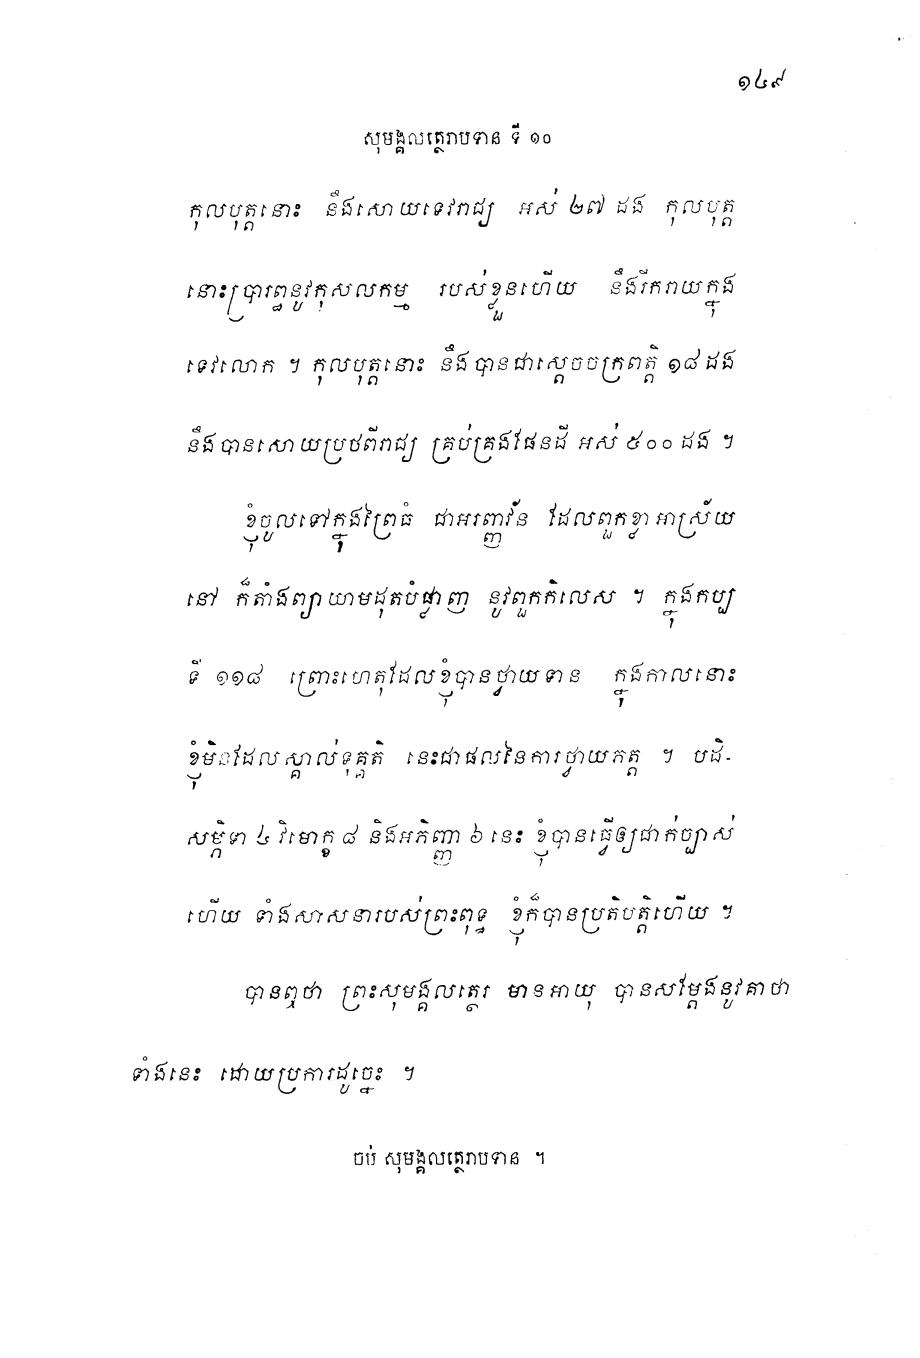 ១៤៩
សុមង្គលត្ថេរាបទាន ទី ១០
កុលបុត្តនោះ នឹងសោយទេវរាជ្យ អស់ ២៧ ដង កុលបុត្ត
នោះប្រារព្ធនូវកុសលកម្ម របស់ខ្លួនហើយ នឹងរីករាយក្នុង
ទេវលោក ។ កុលបុត្តនោះ នឹងបានជាស្តេចចក្រពត្តិ ១៨ ដង
នឹងបានសោយប្រថពីរាជ្យ គ្រប់គ្រងផែនដី អស់ ៥០០ ដង ។
ខ្ញុំចូលទៅក្នុងព្រៃធំ ជាអរញ្ញវ័ន ដែលពួកខ្លាអាស្រ័យ
នៅ ក៏តាំងព្យាយាមដុតបំផ្លាញ នូវពួកកិលេស ។ ក្នុងកប្ប
ទី ១១៨ ព្រោះហេតុដែលខ្ញុំបានថ្វាយទាន ក្នុងកាលនោះ
ខ្ញុំមិនដែលស្គាល់ទុគ្គតិ នេះជាផលនៃការថ្វាយភត្ត ។ បដិ-
សម្ភិទា ៤ វិមោក្ខ ៨ និងអភិញ្ញា ៦ នេះ ខ្ញុំបានធ្វើឲ្យជាក់ច្បាស់
ហើយ ទាំងសាសនារបស់ព្រះពុទ្ធ ខ្ញុំក៏បានប្រតិបត្តិហើយ ។
បានឮថា ព្រះសុមង្គលត្ថេរ មានអាយុ បានសម្តែងនូវគាថា
ទាំងនេះ ដោយប្រការដូច្នេះ ។
ចប់ សុមង្គលត្ថេរាបទាន ។